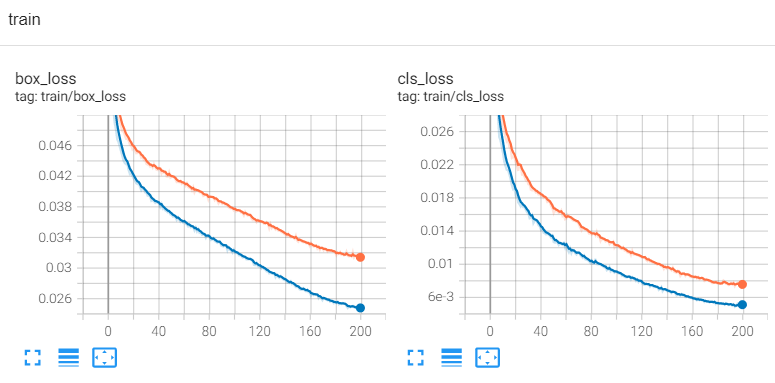 train
box_loss
tag: train/box_loss
0.046
0.042
0.038
0.034
0.03
0.026
0 40 80 120 160 200
cls_loss
tag: train/cls_loss
0.026
0.022
0.018
0.014
0.01
6e-3
0 40 80 120 160 200